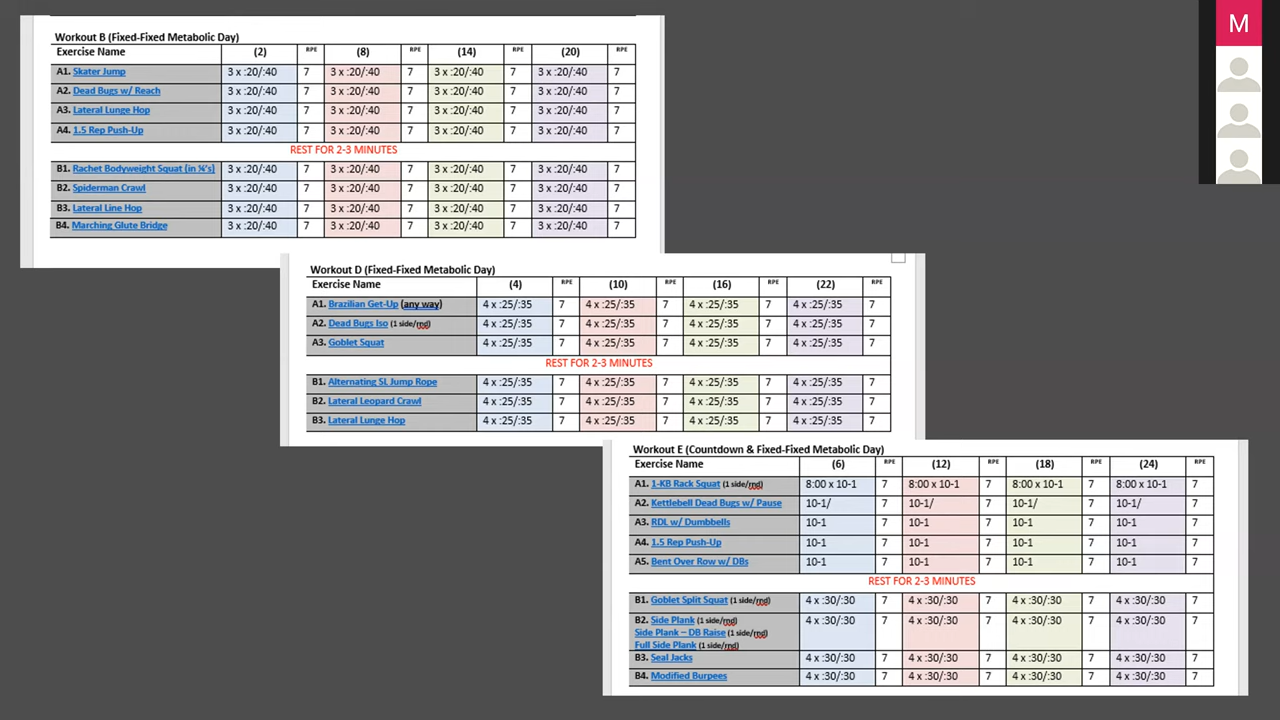 M
Workout B (Fixed-Fixed Metabolic Day)
Exercise Name (2) RPE (8) RPE (14) RPE (20) RPE
A1. Skater Jump 3 x :20/:40 7 3 x :20/:40 7 3 x :20/:40 7 3 x :20/:40 7
A2. Dead Bugs w/ Reach 3 x :20/:40 7 3 x :20/:40 7 3 x :20/:40 7 3 x :20/:40 7
A3. Lateral Lunge Hop 3 x :20/:40 7 3 x :20/:40 7 3 x :20/:40 7 3 x :20/:40 7
A4. 1.5 Rep Push-Up 3 x :20/:40 7 3 x :20/:40 7 3 x :20/:40 7 3 x :20/:40 7
REST FOR 2-3 MINUTES
B1. Rachet Bodyweight Squat (in ¼'s) 3 x :20/:40 7 3 x :20/:40 7 3 x :20/:40 7 3 x :20/:40 7
B2. Spiderman Crawl 3 x :20/:40 7 3 x :20/:40 7 3 x :20/:40 7 3 x :20/:40 7
B3. Lateral Line Hop 3 x :20/:40 7 3 x :20/:40 7 3 x :20/:40 7 3 x :20/:40 7
B4. Marching Glute Bridge 3 x :20/:40 7 3 x :20/:40 7 3 x :20/:40 7 3 x :20/:40 7
Workout D (Fixed-Fixed Metabolic Day)
Exercise Name (4) RPE (10) RPE (16) RPE (22) RPE
A1. Brazilian Get-Up (any way) 4 x :25/:35 7 4 x :25/:35 7 4 x :25/:35 7 4 x :25/:35 7
A2. Dead Bugs Iso (1 side/rnd) 4 x :25/:35 7 4 x :25/:35 7 4 x :25/:35 7 4 x :25/:35 7
A3. Goblet Squat 4 x :25/:35 7 4 x :25/:35 7 4 x :25/:35 7 4 x :25/:35 7
REST FOR 2-3 MINUTES
B1. Alternating SL Jump Rope 4 x :25/:35 7 4 x :25/:35 7 4 x :25/:35 7 4 x :25/:35 7
B2. Lateral Leopard Crawl 4 x :25/:35 7 4 x :25/:35 7 4 x :25/:35 7 4 x :25/:35 7
B3. Lateral Lunge Hop 4 x :25/:35 7 4 x :25/:35 7 4 x :25/:35 7 4 x :25/:35 7
Workout E (Countdown & Fixed-Fixed Metabolic Day)
Exercise Name (6) RPE (12) RPE (18) RPE (24) RPE
A1. 1-KB Rack Squat (1 side/rnd) 8:00 x 10-1 7 8:00 x 10-1 7 8:00 x 10-1 7 8:00 x 10-1 7
A2. Kettlebell Dead Bugs w/ Pause 10-1/ 7 10-1/ 7 10-1/ 7 10-1/ 7
A3. RDL w/ Dumbbells 10-1 7 10-1 7 10-1 7 10-1 7
A4. 1.5 Rep Push-Up 10-1 7 10-1 7 10-1 7 10-1 7
A5. Bent Over Row w/ DBs 10-1 7 10-1 7 10-1 7 10-1 7
REST FOR 2-3 MINUTES
B1. Goblet Split Squat (1 side/rnd) 4 x :30/:30 7 4 x :30/:30 7 4 x :30/:30 7 4 x :30/:30 7
B2. Side Plank (1 side/rnd) 4 x :30/:30 7 4 x :30/:30 7 4 x :30/:30 7 4 x :30/:30 7
Side Plank – DB Raise (1 side/rnd)
Full Side Plank (1 side/rnd)
B3. Seal Jacks 4 x :30/:30 7 4 x :30/:30 7 4 x :30/:30 7 4 x :30/:30 7
B4. Modified Burpees 4 x :30/:30 7 4 x :30/:30 7 4 x :30/:30 7 4 x :30/:30 7